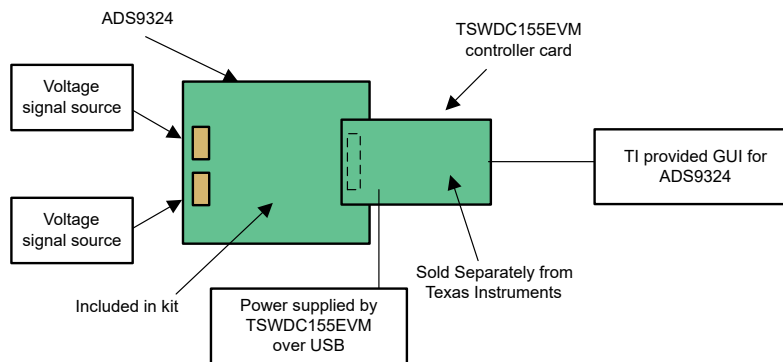 ADS9324
TSWDC155EVM
controller card
Voltage
signal source
TI provided GUI for
ADS9324
Voltage
signal source
Included in kit
Power supplied by
TSWDC155EVM
over USB
Sold Separately from
Texas Instruments